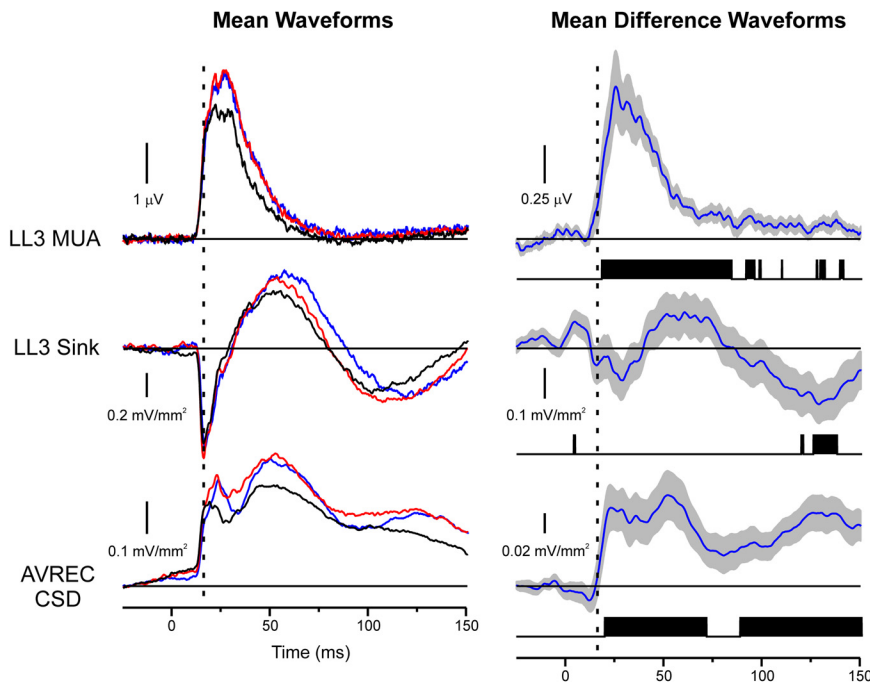 Mean Waveforms
Mean Difference Waveforms
1 μV
0.25 μV
LL3 MUA
LL3 Sink
0.2 mV/mm²
0.1 mV/mm²
0.1 mV/mm²
0.02 mV/mm²
AVREC
CSD
0 50 100 150
0 50 100 150
Time (ms)